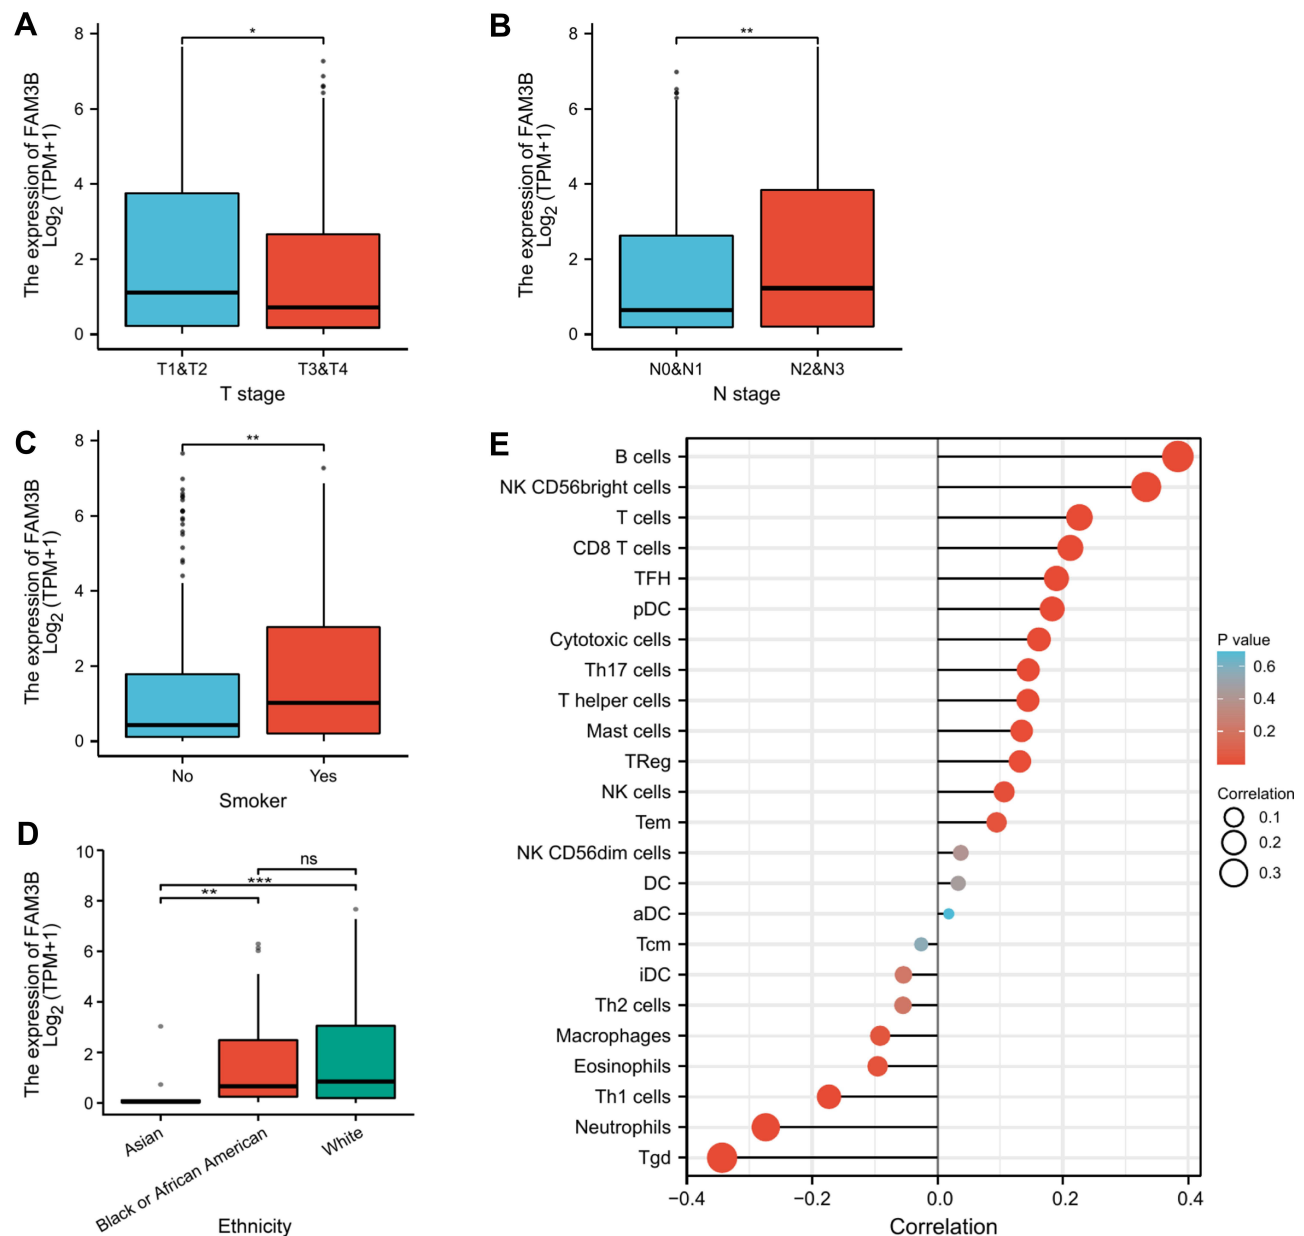 A
The expression of FAM3B
Log2 (TPM+1)
8
6
4
2
0
*
T1&T2
T3&T4
T stage
B
The expression of FAM3B
Log2 (TPM+1)
8
6
4
2
0
**
N0&N1
N2&N3
N stage
C
The expression of FAM3B
Log2 (TPM+1)
8
6
4
2
0
**
No
Yes
Smoker
D
The expression of FAM3B
Log2 (TPM+1)
10
8
6
4
2
0
ns
***
**
Asian
Black or African American
White
Ethnicity
E
B cells
NK CD56bright cells
T cells
CD8 T cells
TFH
pDC
Cytotoxic cells
Th17 cells
T helper cells
Mast cells
TReg
NK cells
Tem
NK CD56dim cells
DC
aDC
Tcm
iDC
Th2 cells
Macrophages
Eosinophils
Th1 cells
Neutrophils
Tgd
−0.4
−0.2
0.0
0.2
0.4
Correlation
P value
0.6
0.4
0.2
Correlation
0.1
0.2
0.3